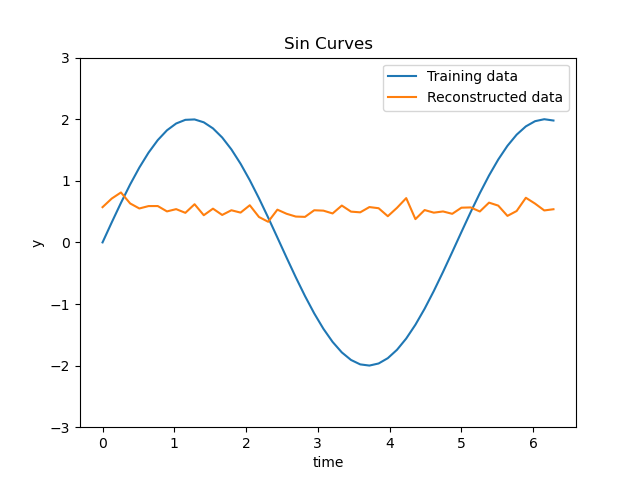 Sin Curves
Training data
Reconstructed data
3
2
1
0
−1
−2
−3
y
0 1 2 3 4 5 6
time